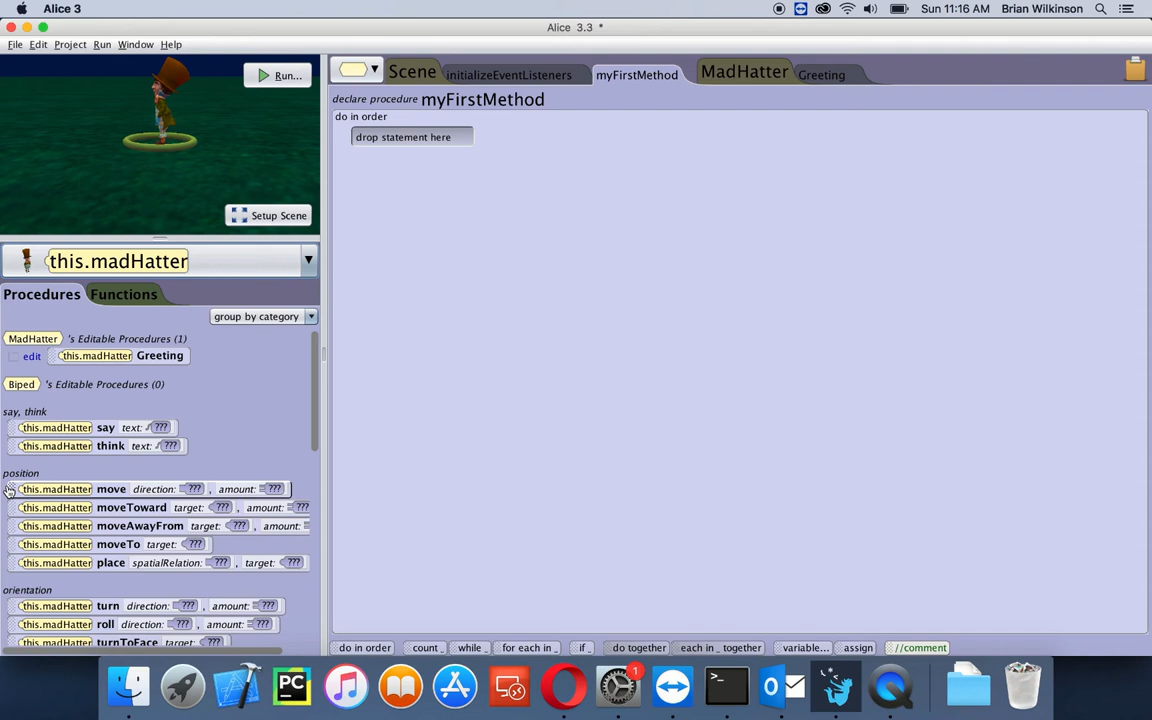 Alice 3 Sun 11:16 AM Brian Wilkinson
Alice 3.3 *
File Edit Project Run Window Help
Run...
Setup Scene
Scene initializeEventListeners myFirstMethod MadHatter Greeting
declare procedure myFirstMethod
do in order
drop statement here
this.madHatter
Procedures Functions
group by category
MadHatter 's Editable Procedures (1)
edit this.madHatter Greeting
Biped 's Editable Procedures (0)
say, think
this.madHatter say text: ???
this.madHatter think text: ???
position
this.madHatter move direction: ??? , amount: ???
this.madHatter moveToward target: ??? , amount: ???
this.madHatter moveAwayFrom target: ??? , amount:
this.madHatter moveTo target: ???
this.madHatter place spatialRelation: ??? , target: ???
orientation
this.madHatter turn direction: ??? , amount: ???
this.madHatter roll direction: ??? , amount: ???
this.madHatter turnToFace target: ???
do in order count_ while_ for each in_ if_ do together each in_ together variable... assign //comment
PC 1 >_